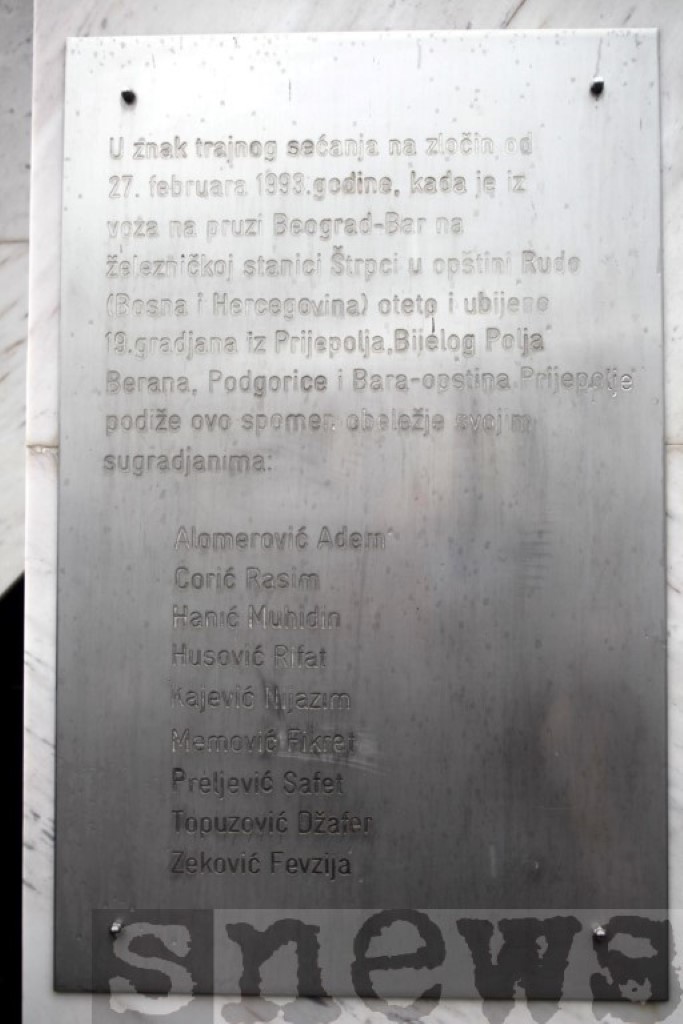 U znak trajnog sećanja na zločin od
27. februara 1993.godine, kada je iz
voza na pruzi Beograd-Bar na
železničkoj stanici Štrpci u opštini Rudo
(Bosna i Hercegovina) oteto i ubijeno
19.gradjana iz Prijepolja,Bijelog Polja
Berana, Podgorice i Bara-opstina Prijepolje
podiže ovo spomen obeležje svojim
sugradjanima:
Alomerović Adem
Corić Rasim
Hanić Muhidin
Husović Rifat
Kajević Nijazim
Memović Fikret
Preljević Safet
Topuzović Džafer
Zeković Fevzija
snews